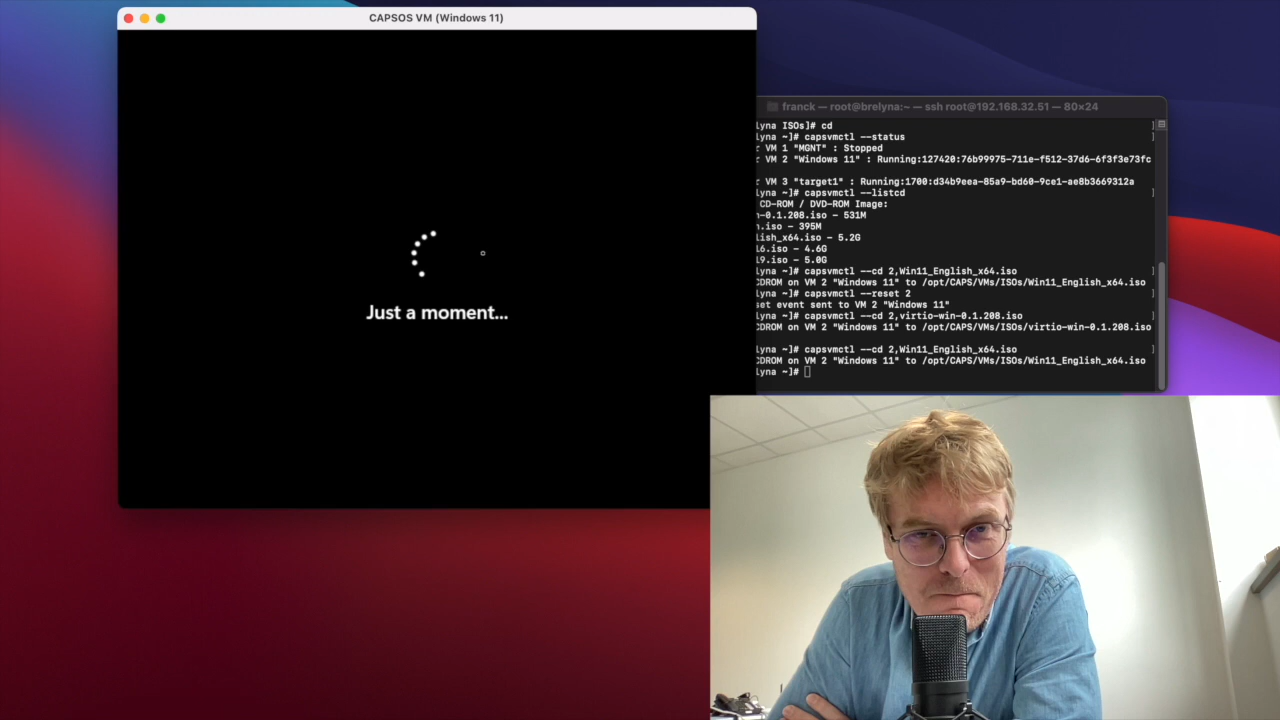 CAPSOS VM (Windows 11)
Just a moment...
franck — root@brelyna:~ — ssh root@192.168.32.51 — 80×24
lyna ISOs]# cd
lyna ~]# capsvmctl --status
r VM 1 "MGNT" : Stopped
r VM 2 "Windows 11" : Running:127420:76b99975-711e-f512-37d6-6f3f3e73fc
r VM 3 "target1" : Running:1700:d34b9eea-85a9-bd60-9ce1-ae8b3669312a
lyna ~]# capsvmctl --listcd
CD-ROM / DVD-ROM Image:
n-0.1.208.iso - 531M
n.iso - 395M
lish_x64.iso - 5.2G
16.iso - 4.6G
19.iso - 5.0G
lyna ~]# capsvmctl --cd 2,Win11_English_x64.iso
CDROM on VM 2 "Windows 11" to /opt/CAPS/VMs/ISOs/Win11_English_x64.iso
lyna ~]# capsvmctl --reset 2
set event sent to VM 2 "Windows 11"
lyna ~]# capsvmctl --cd 2,virtio-win-0.1.208.iso
CDROM on VM 2 "Windows 11" to /opt/CAPS/VMs/ISOs/virtio-win-0.1.208.iso
lyna ~]# capsvmctl --cd 2,Win11_English_x64.iso
CDROM on VM 2 "Windows 11" to /opt/CAPS/VMs/ISOs/Win11_English_x64.iso
lyna ~]#